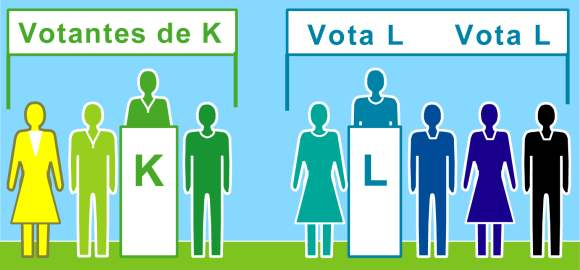 Votantes de K
Vota L Vota L
K
L